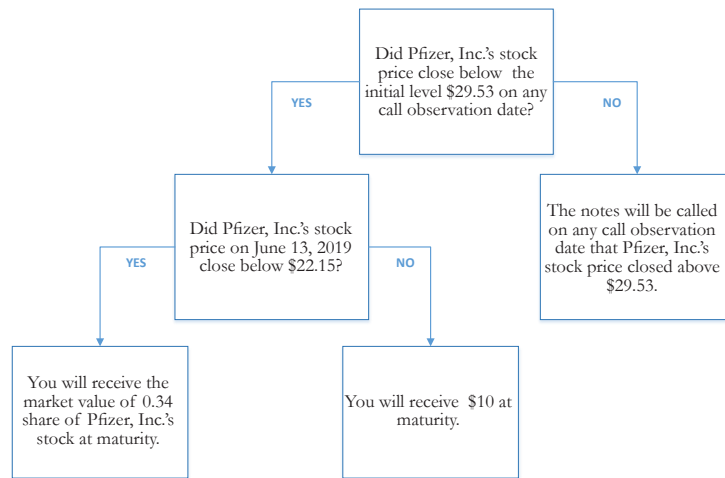 Did Pfizer, Inc.'s stock
price close below the
initial level $29.53 on any
call observation date?
YES
NO
Did Pfizer, Inc.'s stock
price on June 13, 2019
close below $22.15?
The notes will be called
on any call observation
date that Pfizer, Inc.'s
stock price closed above
$29.53.
YES
NO
You will receive the
market value of 0.34
share of Pfizer, Inc.'s
stock at maturity.
You will receive $10 at
maturity.